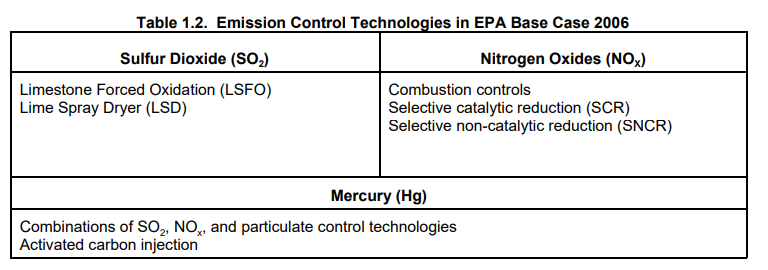 Table 1.2. Emission Control Technologies in EPA Base Case 2006
Sulfur Dioxide (SO₂)
Nitrogen Oxides (NOₓ)
Limestone Forced Oxidation (LSFO)
Lime Spray Dryer (LSD)
Combustion controls
Selective catalytic reduction (SCR)
Selective non-catalytic reduction (SNCR)
Mercury (Hg)
Combinations of SO₂, NOₓ, and particulate control technologies
Activated carbon injection